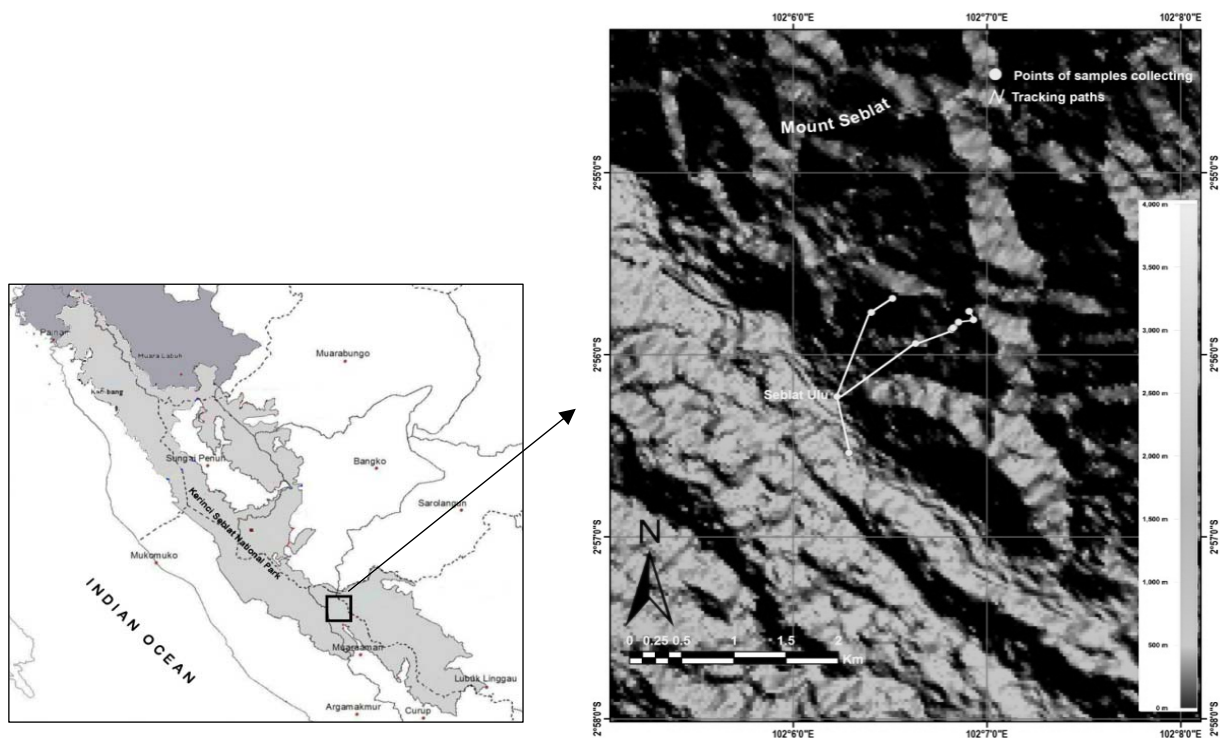 Painan
Muara Labuh
Muarabungo
Sungai Penuh
Bangko
Kerinci Seblat National Park
Sarolangun
Mukomuko
INDIAN OCEAN
Muaraaman
Lubuk Linggau
Argamakmur
Curup
102°6'0"E
102°7'0"E
102°8'0"E
Points of samples collecting
Tracking paths
Mount Seblat
2°55'0"S
2°55'0"S
4,000 m
3,500 m
3,000 m
2,500 m
2,000 m
1,500 m
1,000 m
500 m
0 m
2°56'0"S
2°56'0"S
Seblat Ulu
2°57'0"S
2°57'0"S
N
0 0.25 0.5 1 1.5 2
Km
2°58'0"S
2°58'0"S
102°6'0"E
102°7'0"E
102°8'0"E